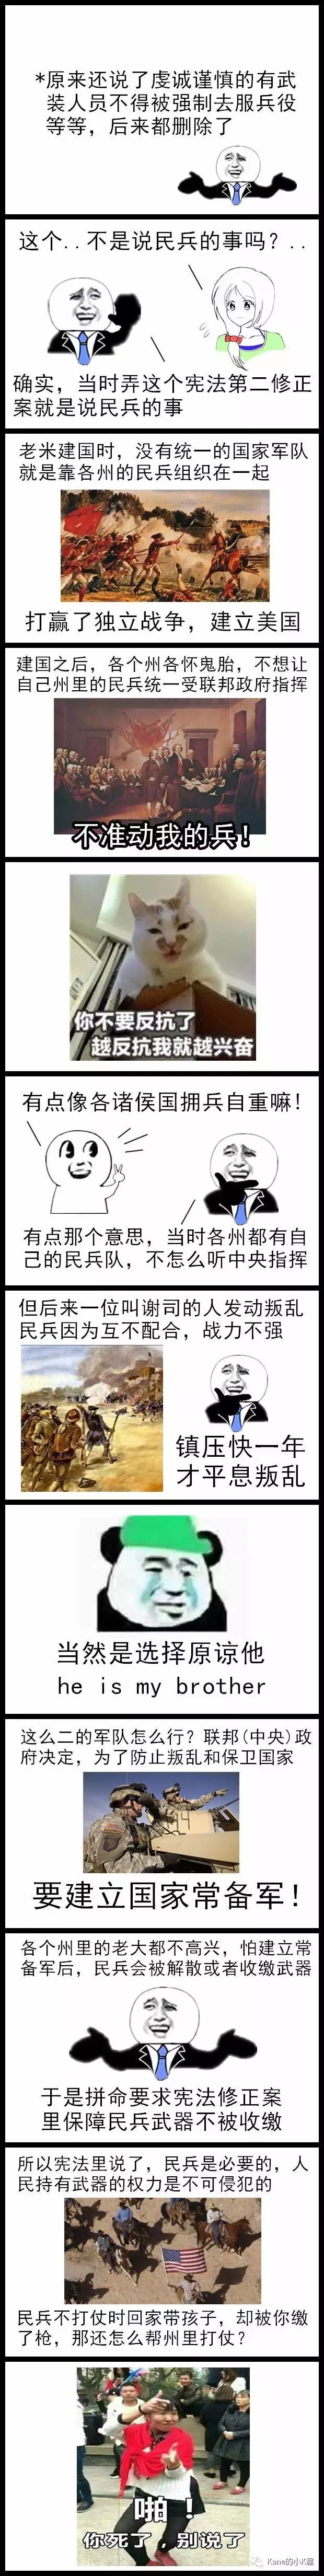 *原来还说了虔诚谨慎的有武
装人员不得被强制去服兵役
等等，后来都删除了
这个..不是说民兵的事吗？..
确实，当时弄这个宪法第二修正
案就是说民兵的事
老米建国时，没有统一的国家军队
就是靠各州的民兵组织在一起
打赢了独立战争，建立美国
建国之后，各个州各怀鬼胎，不想让
自己州里的民兵统一受联邦政府指挥
不准动我的兵！
你不要反抗了
越反抗我就越兴奋
有点像各诸侯国拥兵自重嘛！
有点那个意思，当时各州都有自
己的民兵队，不怎么听中央指挥
但后来一位叫谢司的人发动叛乱
民兵因为互不配合，战力不强
镇压快一年
才平息叛乱
当然是选择原谅他
he is my brother
这么二的军队怎么行？联邦(中央)政
府决定，为了防止叛乱和保卫国家
要建立国家常备军！
各个州里的老大都不高兴，怕建立常
备军后，民兵会被解散或者收缴武器
于是拼命要求宪法修正案
里保障民兵武器不被收缴
所以宪法里说了，民兵是必要的，人
民持有武器的权力是不可侵犯的
民兵不打仗时回家带孩子，却被你缴
了枪，那还怎么帮州里打仗？
啪！
你死了，别说了
Kane的小K屋